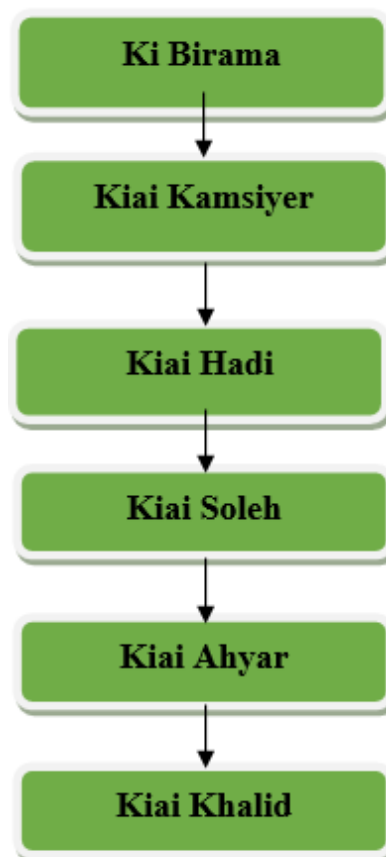 Ki Birama
Kiai Kamsiyer
Kiai Hadi
Kiai Soleh
Kiai Ahyar
Kiai Khalid